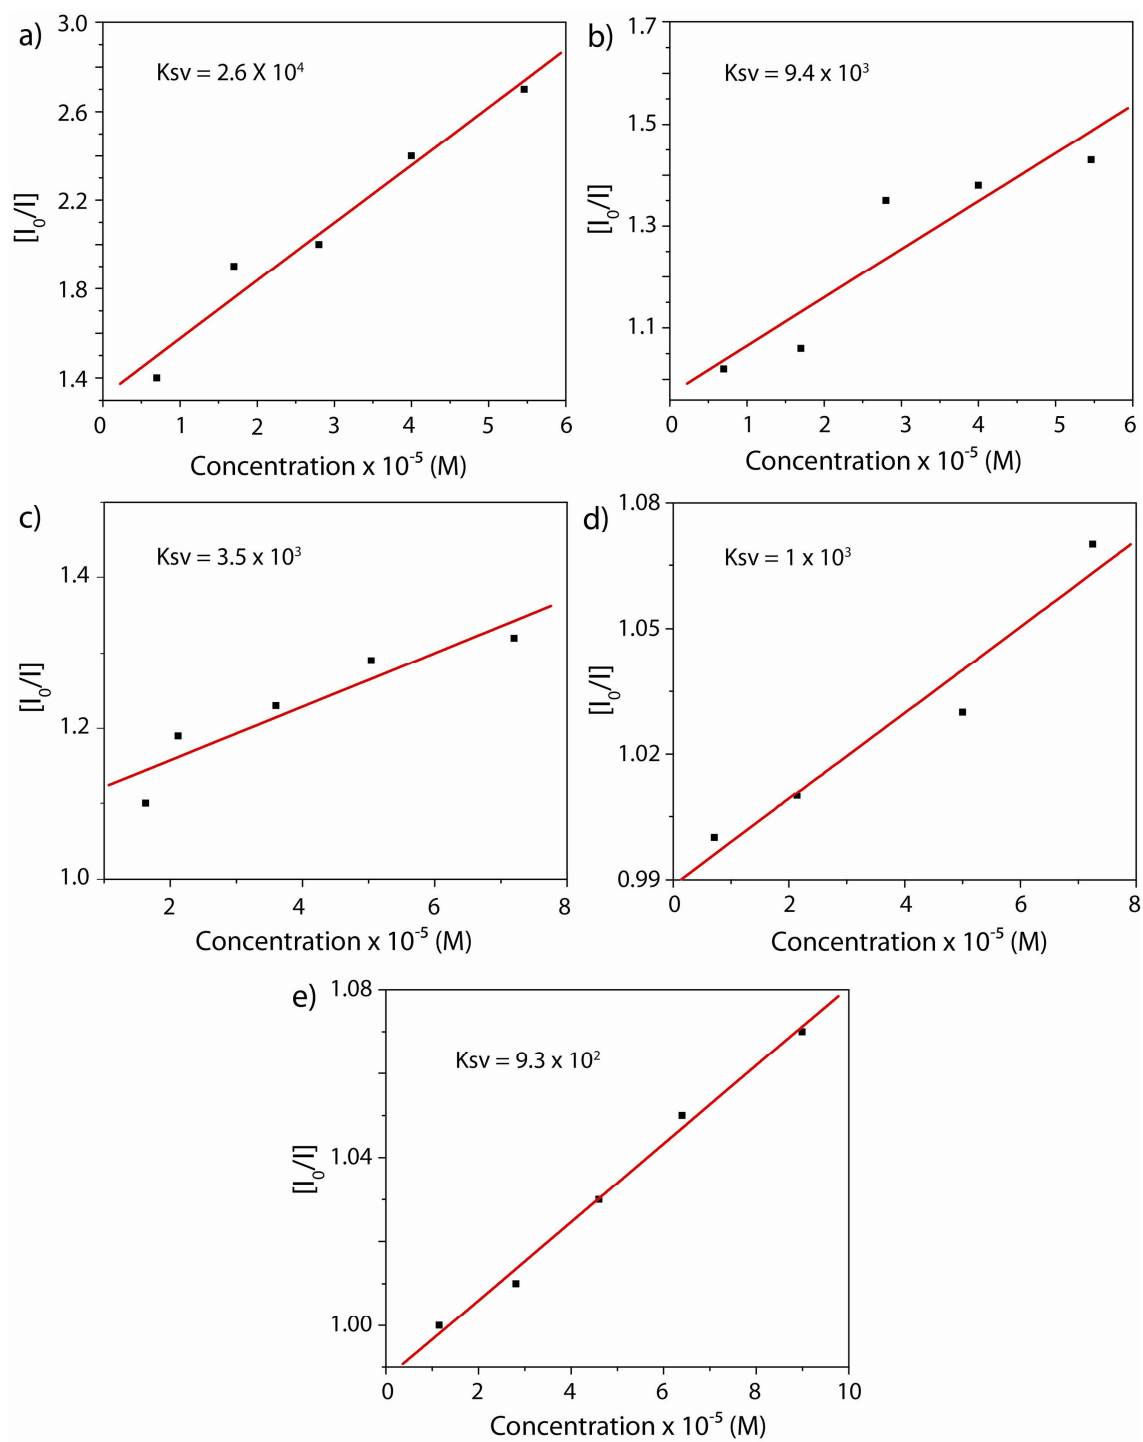 a)
3.0
2.6
2.2
1.8
1.4
Ksv = 2.6 X 10⁴
[I₀/I]
0 1 2 3 4 5 6
Concentration x 10⁻⁵ (M)
b)
1.7
1.5
1.3
1.1
Ksv = 9.4 x 10³
[I₀/I]
0 1 2 3 4 5 6
Concentration x 10⁻⁵ (M)
c)
1.4
1.2
1.0
Ksv = 3.5 x 10³
[I₀/I]
2 4 6 8
Concentration x 10⁻⁵ (M)
d)
1.08
1.05
1.02
0.99
Ksv = 1 x 10³
[I₀/I]
0 2 4 6 8
Concentration x 10⁻⁵ (M)
e)
1.08
1.04
1.00
Ksv = 9.3 x 10²
[I₀/I]
0 2 4 6 8 10
Concentration x 10⁻⁵ (M)